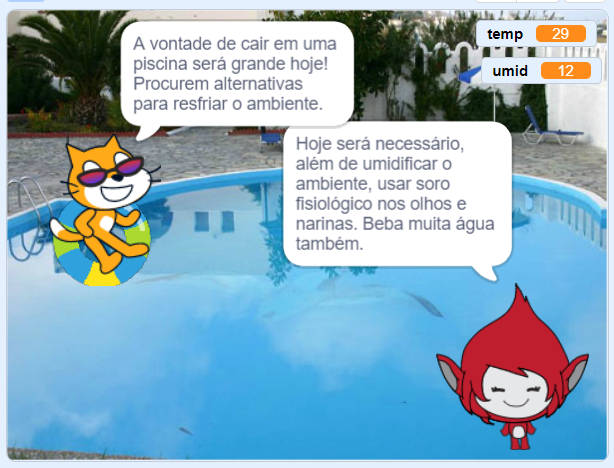 temp 29
umid 12
A vontade de cair em uma
piscina será grande hoje!
Procurem alternativas
para resfriar o ambiente.
Hoje será necessário,
além de umidificar o
ambiente, usar soro
fisiológico nos olhos e
narinas. Beba muita água
também.